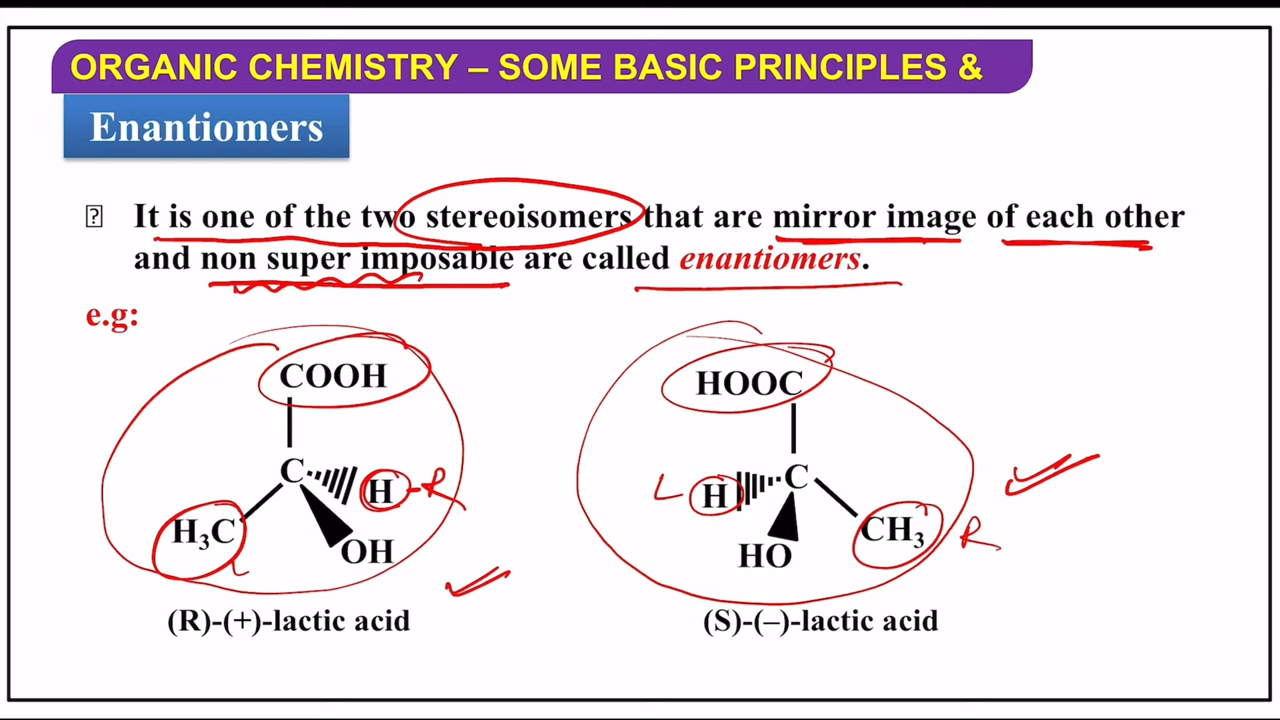 ORGANIC CHEMISTRY – SOME BASIC PRINCIPLES &
Enantiomers
It is one of the two stereoisomers that are mirror image of each other
and non super imposable are called enantiomers.
e.g:
COOH
C
H
-R
H₃C
L
OH
(R)-(+)-lactic acid
HOOC
L
H
C
HO
CH₃
R
(S)-(–)-lactic acid